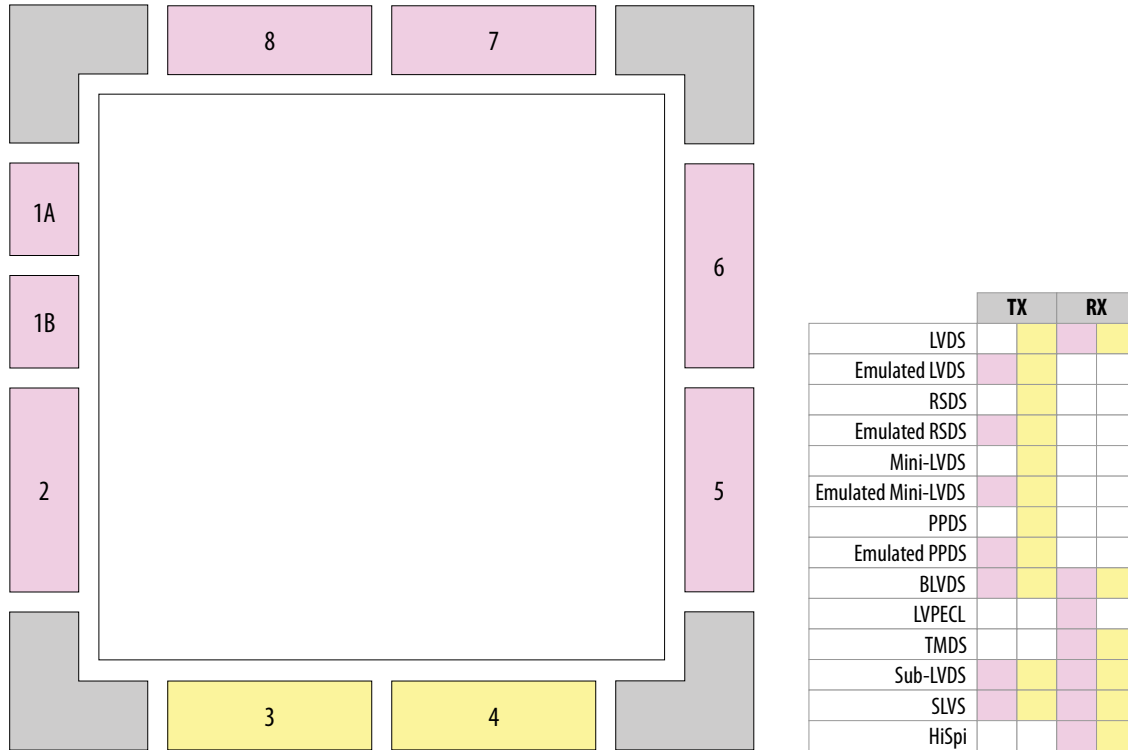 8
7
1A
6
1B
TX RX
LVDS
Emulated LVDS
RSDS
Emulated RSDS
Mini-LVDS
2
5
Emulated Mini-LVDS
PPDS
Emulated PPDS
BLVDS
LVPECL
TMDS
Sub-LVDS
3
4
SLVS
HiSpi